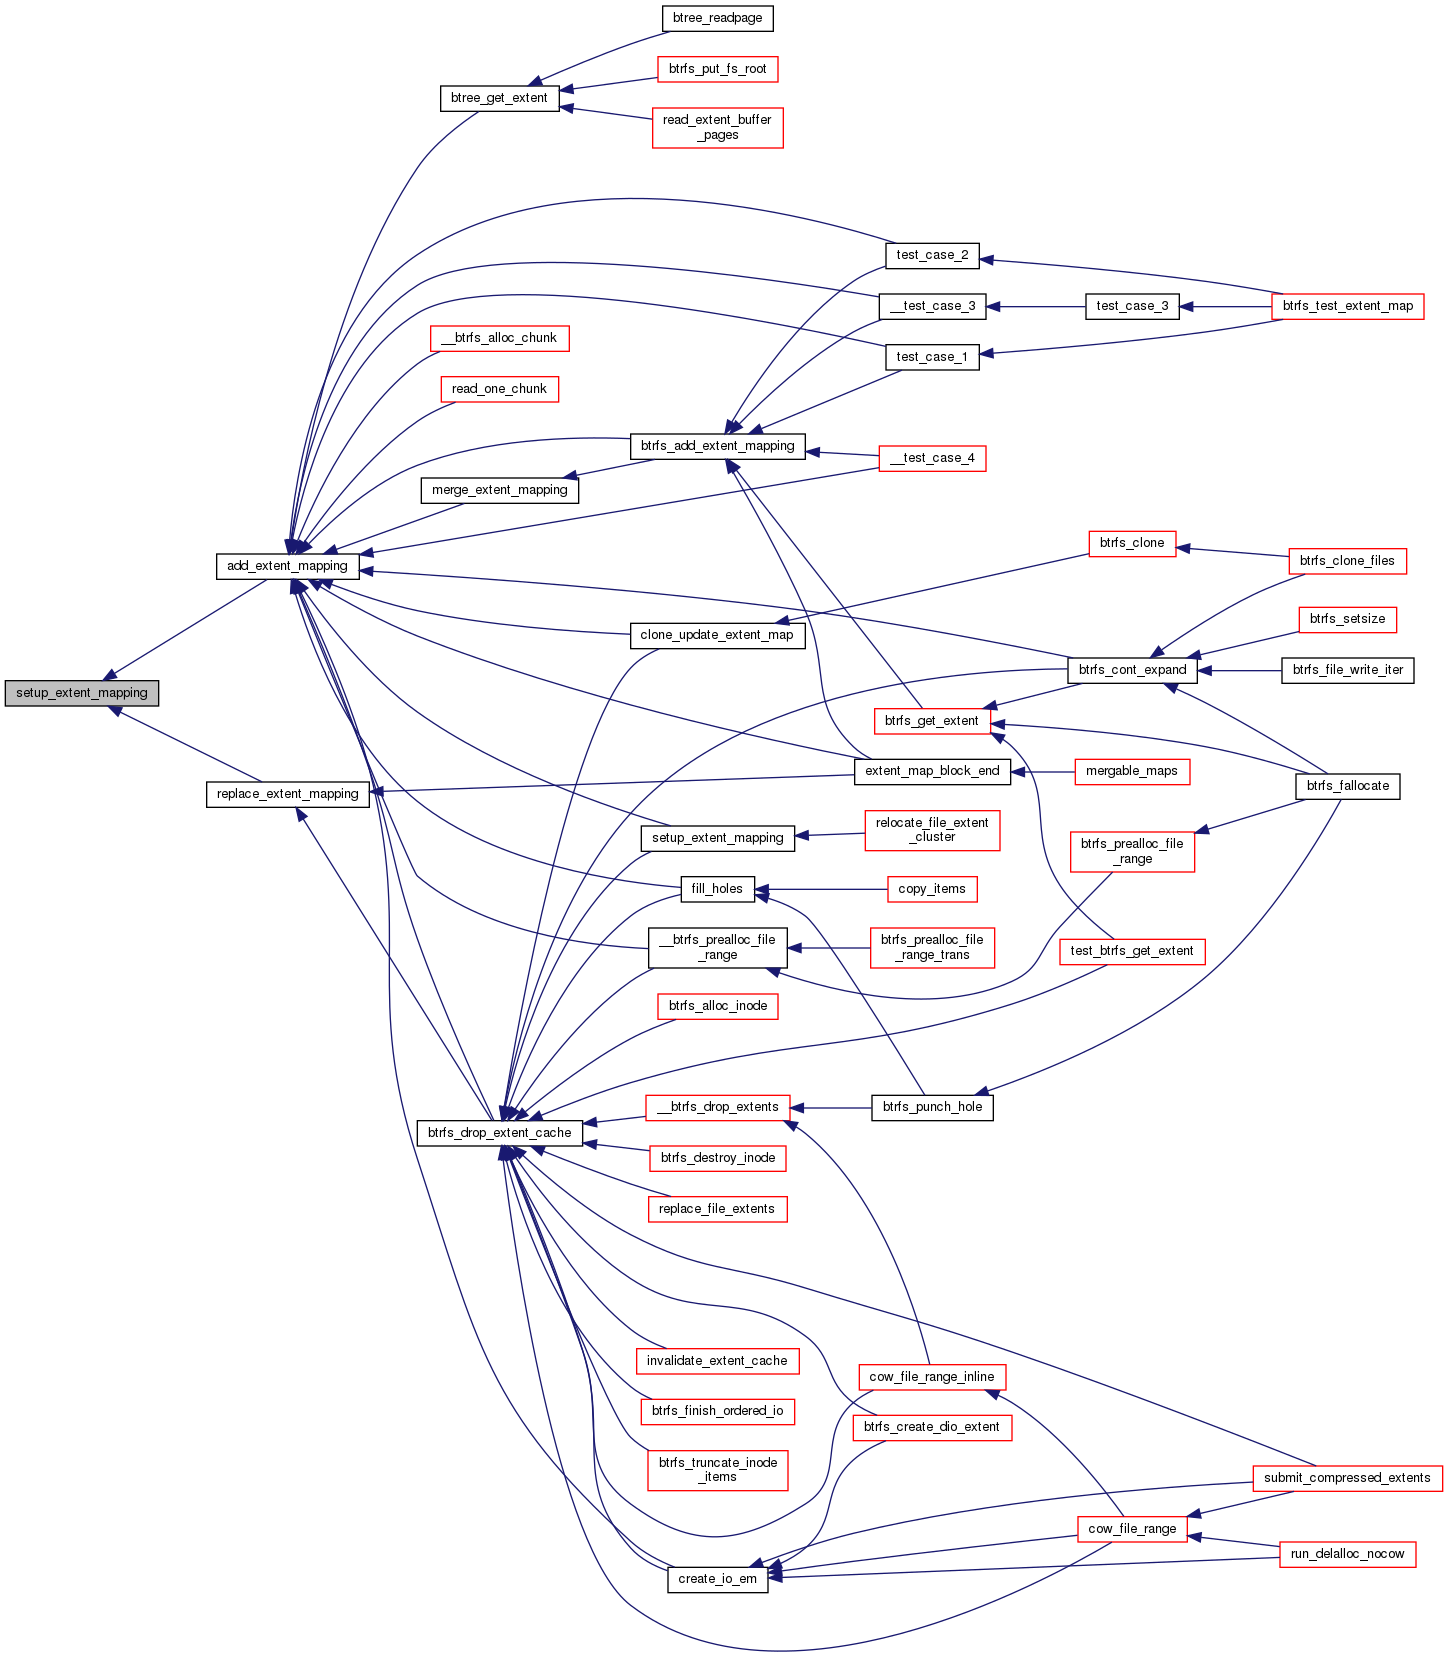 btree_readpage
btrfs_put_fs_root
btree_get_extent
read_extent_buffer
_pages
test_case_2
__test_case_3
test_case_3
btrfs_test_extent_map
__btrfs_alloc_chunk
test_case_1
read_one_chunk
btrfs_add_extent_mapping
__test_case_4
merge_extent_mapping
btrfs_clone
btrfs_clone_files
add_extent_mapping
btrfs_setsize
clone_update_extent_map
btrfs_cont_expand
btrfs_file_write_iter
setup_extent_mapping
btrfs_get_extent
extent_map_block_end
mergable_maps
btrfs_fallocate
replace_extent_mapping
relocate_file_extent
_cluster
setup_extent_mapping
btrfs_prealloc_file
_range
fill_holes
copy_items
__btrfs_prealloc_file
_range
btrfs_prealloc_file
_range_trans
test_btrfs_get_extent
btrfs_alloc_inode
__btrfs_drop_extents
btrfs_punch_hole
btrfs_drop_extent_cache
btrfs_destroy_inode
replace_file_extents
invalidate_extent_cache
cow_file_range_inline
btrfs_finish_ordered_io
btrfs_create_dio_extent
btrfs_truncate_inode
_items
submit_compressed_extents
cow_file_range
run_delalloc_nocow
create_io_em